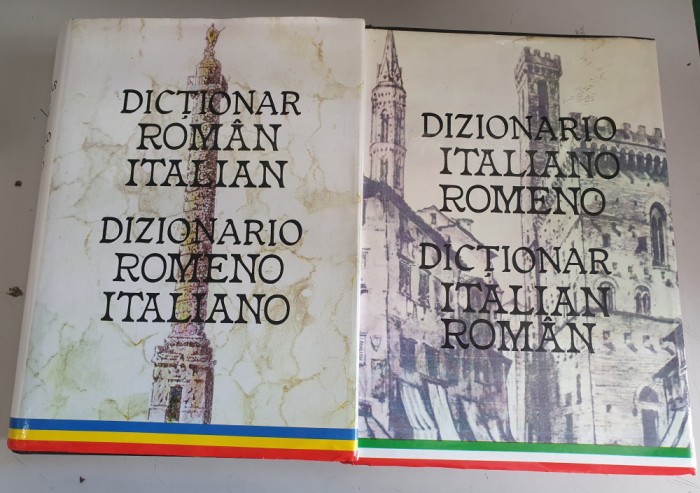 DICȚIONAR
ROMÂN
ITALIAN
DIZIONARIO
ROMENO
ITALIANO
DIZIONARIO
ITALIANO
ROMENO
DICȚIONAR
ITALIAN
ROMÂN